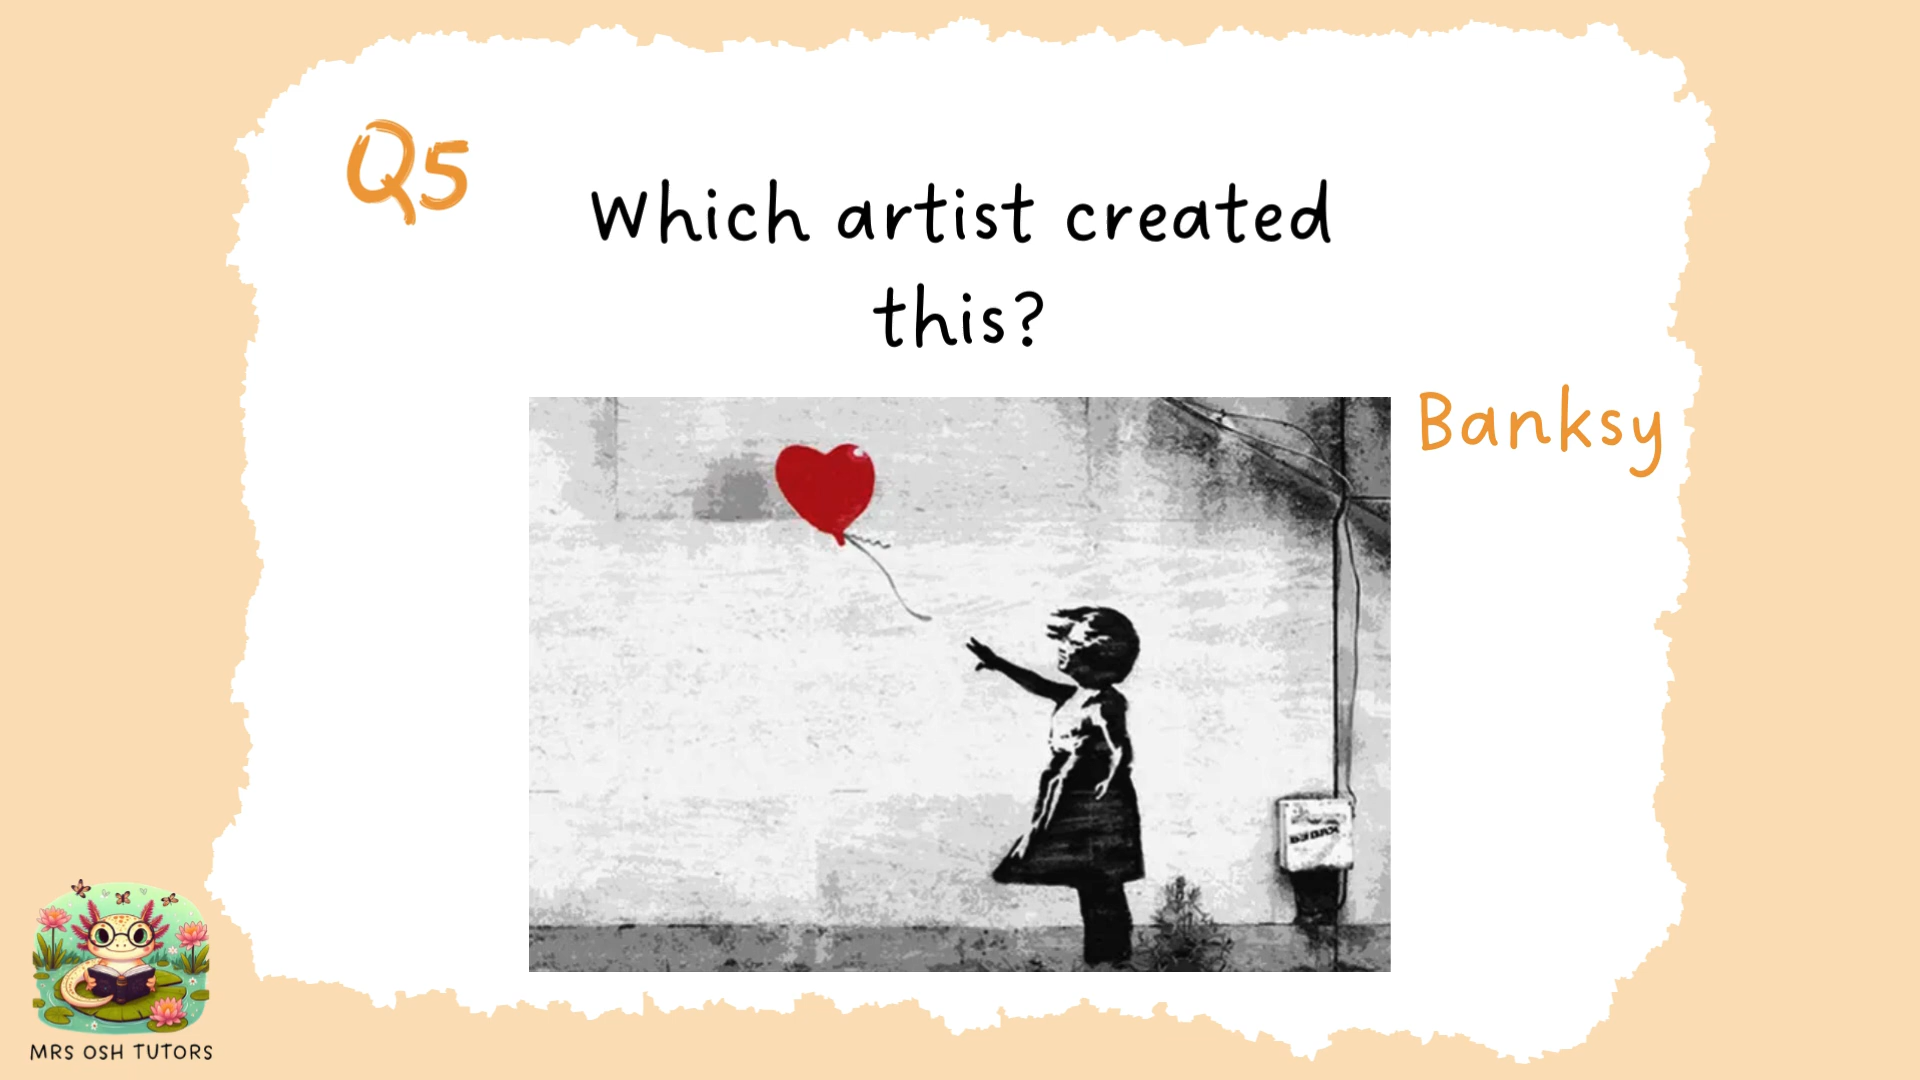 Q5
Which artist created
this?
Banksy
MRS OSH TUTORS